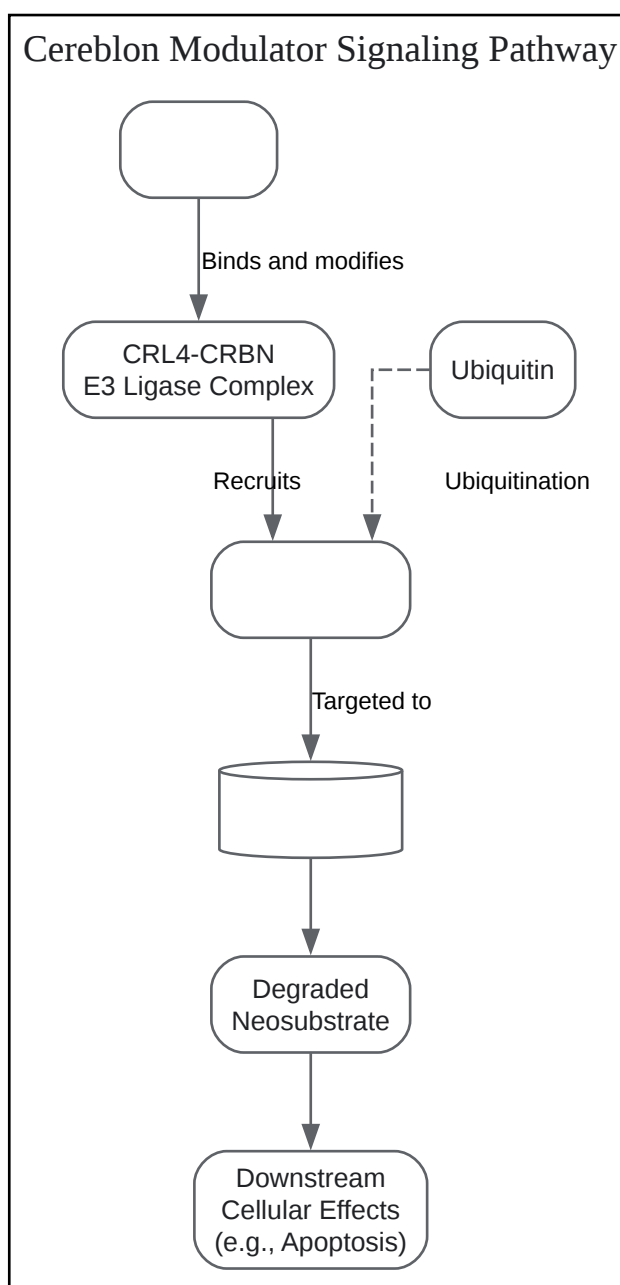 Cereblon Modulator Signaling Pathway
Binds and modifies
CRL4-CRBN
E3 Ligase Complex
Ubiquitin
Recruits
Ubiquitination
Targeted to
Degraded
Neosubstrate
Downstream
Cellular Effects
(e.g., Apoptosis)